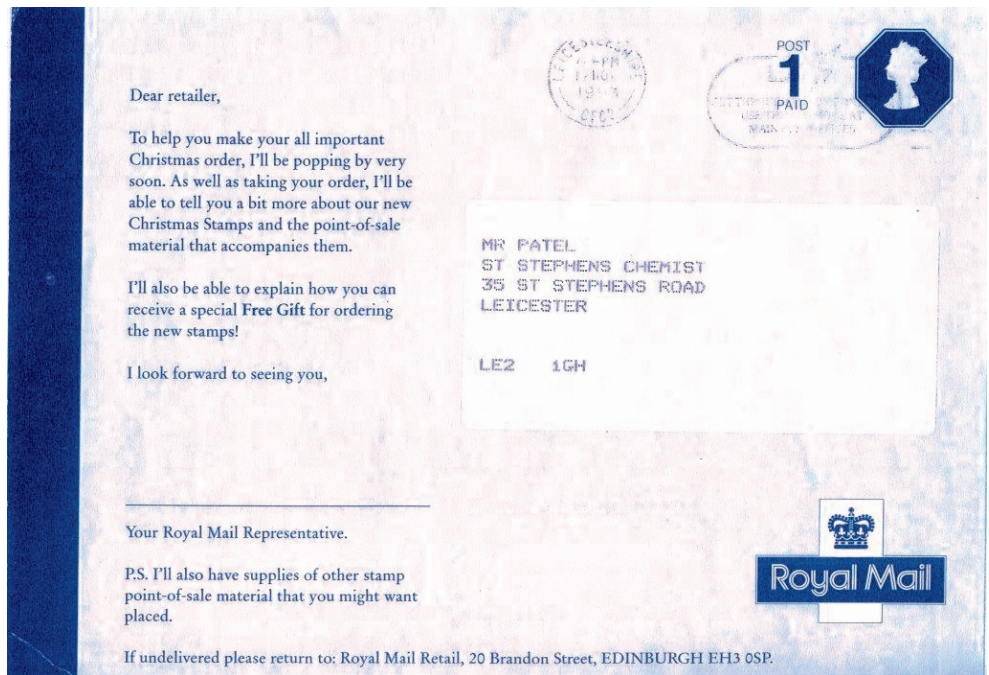 Dear retailer,
To help you make your all important
Christmas order, I'll be popping by very
soon. As well as taking your order, I'll be
able to tell you a bit more about our new
Christmas Stamps and the point-of-sale
material that accompanies them.
I'll also be able to explain how you can
receive a special Free Gift for ordering
the new stamps!
I look forward to seeing you,
Your Royal Mail Representative.
P.S. I'll also have supplies of other stamp
point-of-sale material that you might want
placed.
If undelivered please return to: Royal Mail Retail, 20 Brandon Street, EDINBURGH EH3 0SP.
LEICESTERSHIRE
POST
1
PAID
MR PATEL
ST STEPHENS CHEMIST
35 ST STEPHENS ROAD
LEICESTER
LE2 1GH
Royal Mail